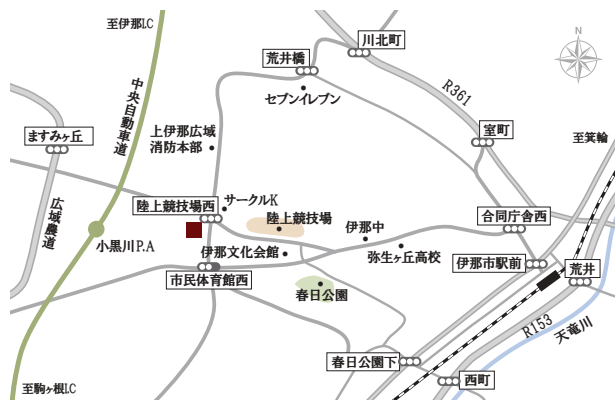 至伊那I.C
川北町
N
荒井橋
セブンイレブン
R361
中央自動車道
ますみヶ丘
上伊那広域
消防本部
室町
至箕輪
広域農道
陸上競技場西
サークルK
陸上競技場
伊那中
合同庁舎西
小黒川P.A
伊那文化会館
弥生ヶ丘高校
伊那市駅前
荒井
市民体育館西
春日公園
R153
天竜川
春日公園下
西町
至駒ヶ根I.C